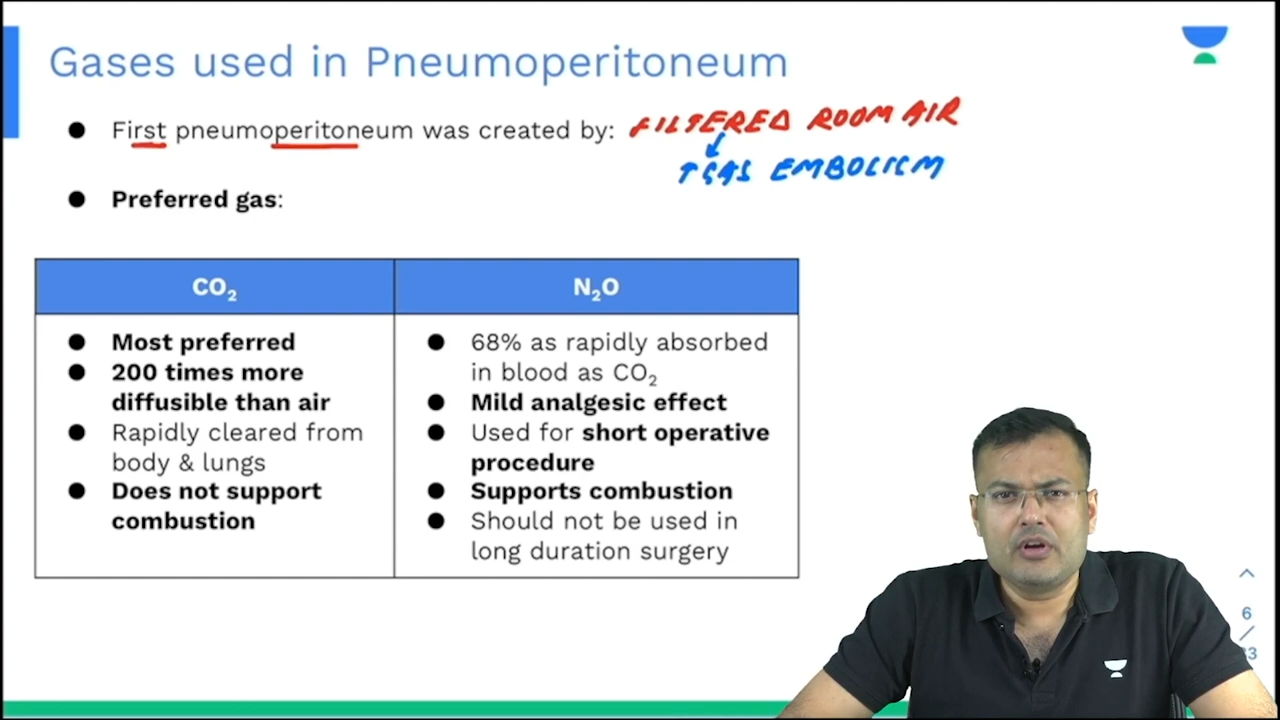 Gases used in Pneumoperitoneum
● First pneumoperitoneum was created by: FILTERED ROOM AIR
↑ GAS EMBOLISM
● Preferred gas:
CO₂
● Most preferred
● 200 times more
diffusible than air
● Rapidly cleared from
body & lungs
● Does not support
combustion
N₂O
● 68% as rapidly absorbed
in blood as CO₂
● Mild analgesic effect
● Used for short operative
procedure
● Supports combustion
● Should not be used in
long duration surgery
6
/